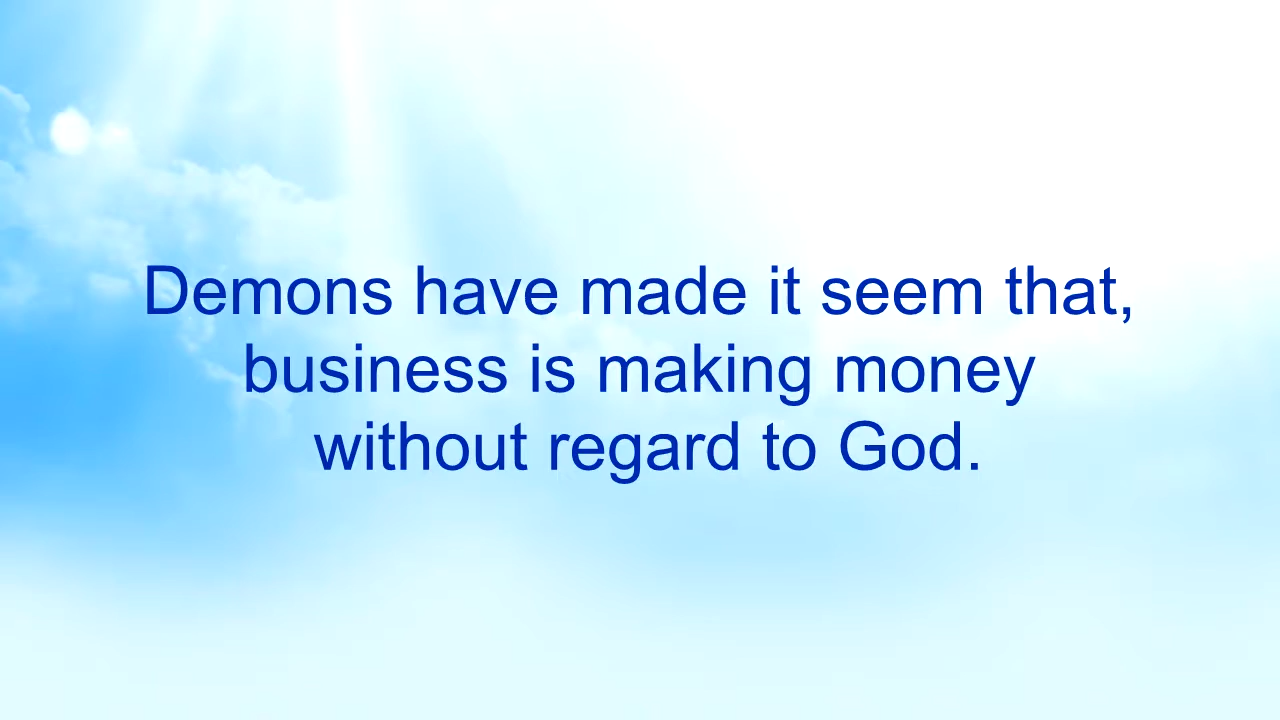 Demons have made it seem that,
business is making money
without regard to God.